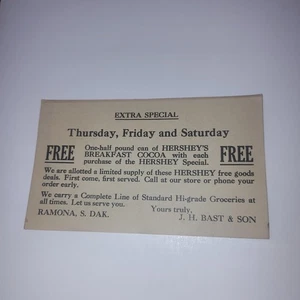 EXTRA SPECIAL
Thursday, Friday and Saturday
FREE One-half pound can of HERSHEY'S FREE
BREAKFAST COCOA with each
purchase of the HERSHEY Special.
We are allotted a limited supply of these HERSHEY free goods
deals. First come, first served. Call at our store or phone your
order early.
We carry a Complete Line of Standard Hi-grade Groceries at
all times. Let us serve you.
Yours truly,
RAMONA, S. DAK. J. H. BAST & SON